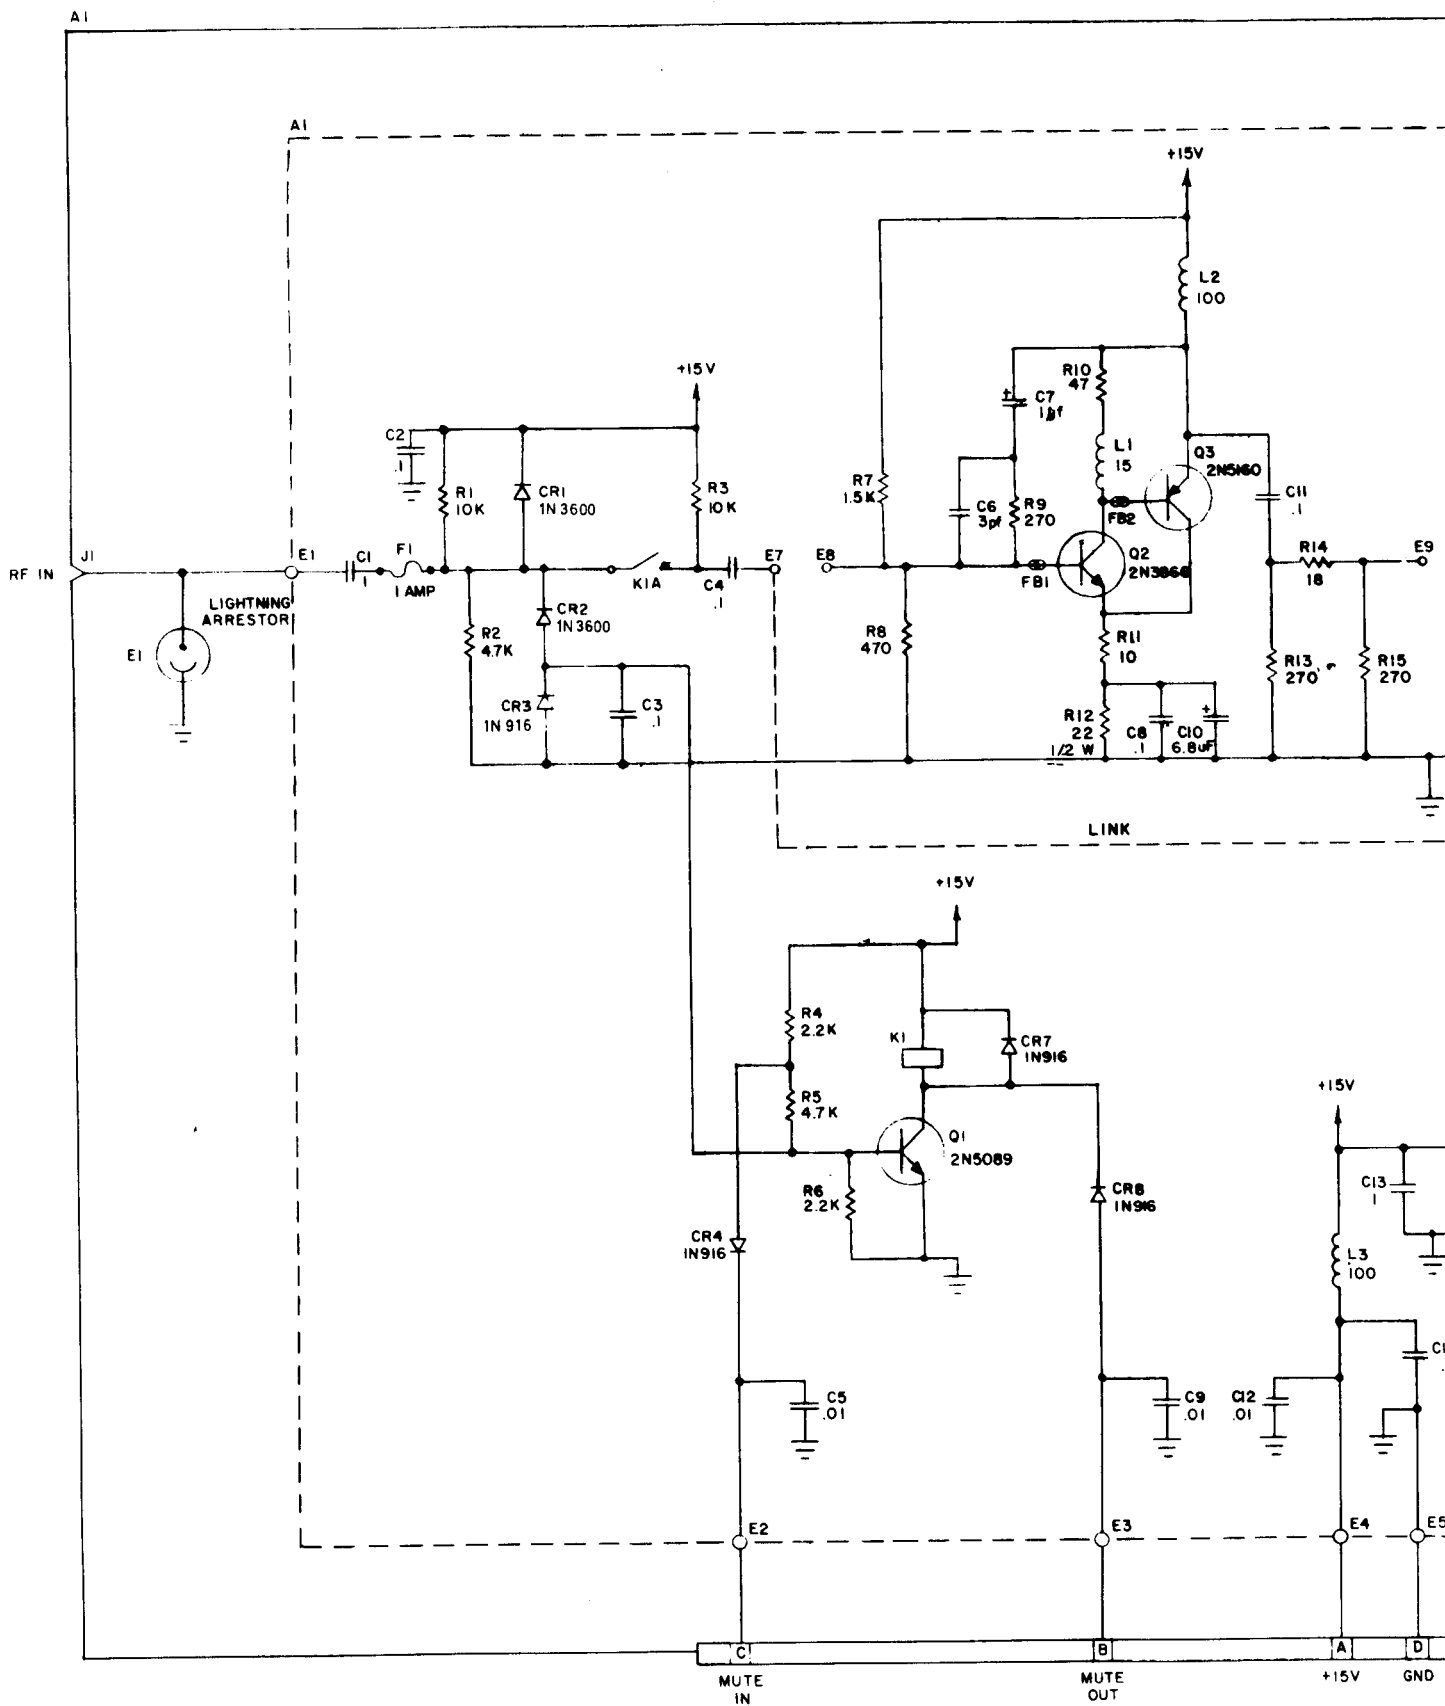 A1
A1
+15V
L2
100
+15V
R10
47
C7
C2
.1
L1
15
Q3
2N5160
R1
10K
CR1
1N3600
R3
10K
R7
1.5K
C6
3pf
R9
270
FB2
C11
.1
RF IN
J1
E1
C1
.1
F1
1 AMP
K1A
C4
.1
E7
E8
FB1
Q2
R14
18
E9
LIGHTNING
ARRESTOR
E1
R2
4.7K
CR2
1N3600
R8
470
R11
10
R13
270
R15
270
CR3
1N916
C3
.1
R12
22
1/2 W
C8
.1
C10
6.8uF
LINK
+15V
R4
2.2K
K1
CR7
1N916
R5
4.7K
+15V
Q1
2N5089
R6
2.2K
CR8
1N916
C13
1
CR4
1N916
L3
100
C1
C5
.01
C9
.01
C12
.01
E2
E3
E4
E5
C
B
A
D
MUTE
IN
MUTE
OUT
+15V
GND